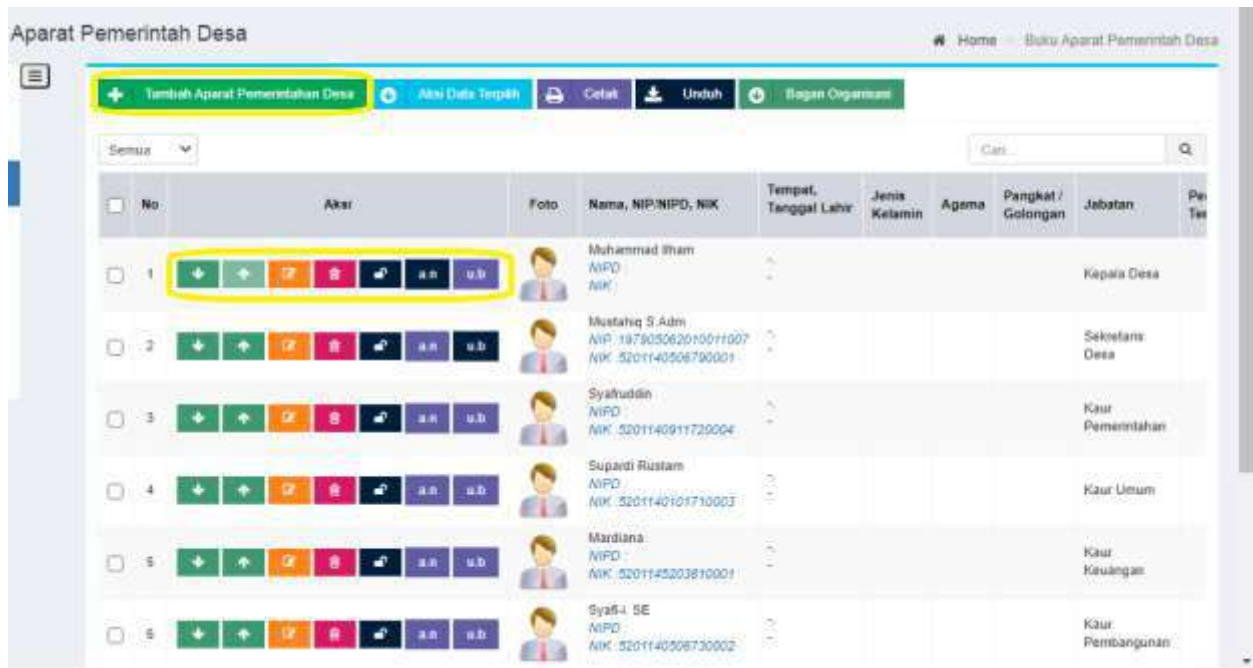 Aparat Pemerintah Desa
Home Buku Aparat Pemerintah Desa
Tambah Aparat Pemerintahan Desa Aksi Data Terpilih Cetak Unduh Bagan Organisasi
Semua Cari...
No Aksi Foto Nama, NIP/NIPD, NIK Tempat, Tanggal Lahir Jenis Kelamin Agama Pangkat / Golongan Jabatan
1 a.n u.b Muhammad Ilham Kepala Desa
NIPD :
NIK :
2 a.n u.b Mustahiq S.Adm Sekretaris Desa
NIP :197905062010011007
NIK :5201140506790001
3 a.n u.b Syafruddin Kaur Pemerintahan
NIPD :
NIK :5201140911720004
4 a.n u.b Supardi Rustam Kaur Umum
NIPD :
NIK :5201140101710003
5 a.n u.b Mardiana Kaur Keuangan
NIPD :
NIK :5201145203810001
6 a.n u.b Syafi-i. SE Kaur Pembangunan
NIPD :
NIK :5201140506730002